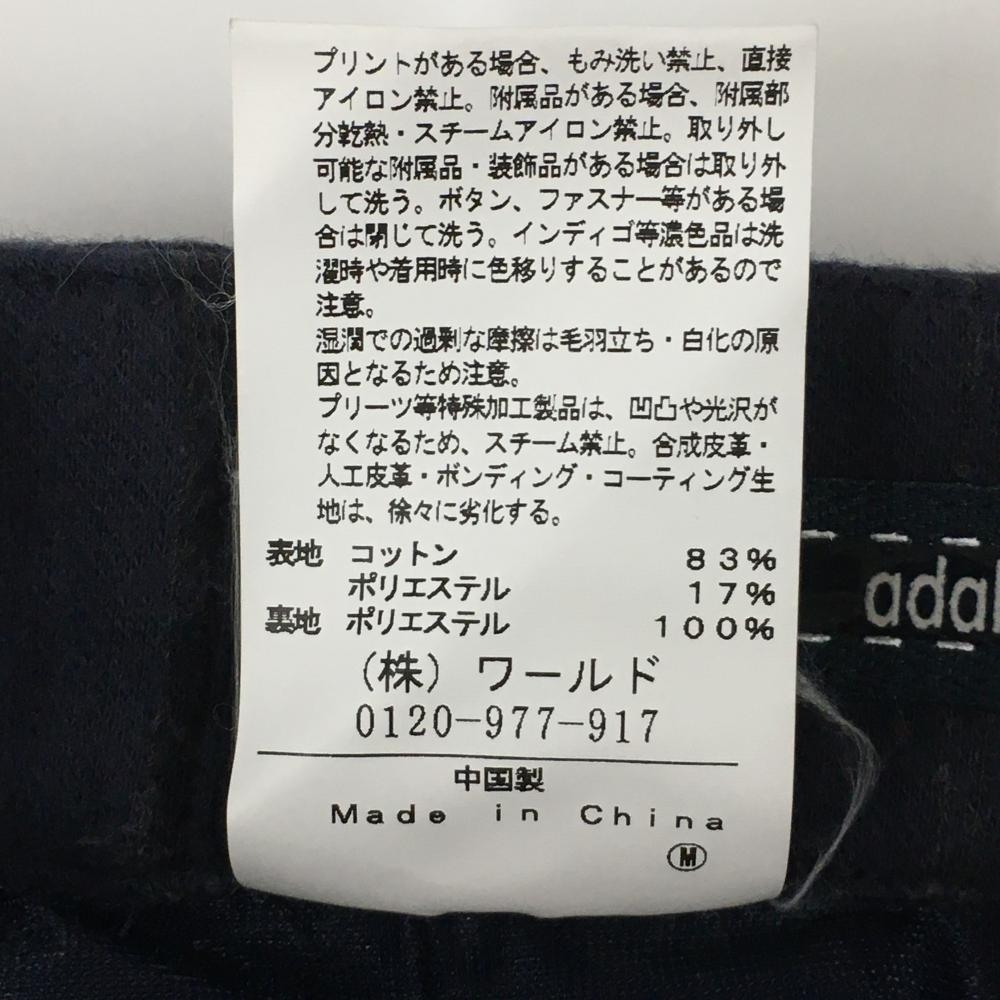 プリントがある場合、もみ洗い禁止、直接
アイロン禁止。附属品がある場合、附属部
分乾熱・スチームアイロン禁止。取り外し
可能な附属品・装飾品がある場合は取り外
して洗う。ボタン、ファスナー等がある場
合は閉じて洗う。インディゴ等濃色品は洗
濯時や着用時に色移りすることがあるので
注意。
湿潤での過剰な摩擦は毛羽立ち・白化の原
因となるため注意。
プリーツ等特殊加工製品は、凹凸や光沢が
なくなるため、スチーム禁止。合成皮革・
人工皮革・ボンディング・コーティング生
地は、徐々に劣化する。
表地 コットン 83%
ポリエステル 17%
裏地 ポリエステル 100%
(株)ワールド
0120-977-917
中国製
Made in China
M